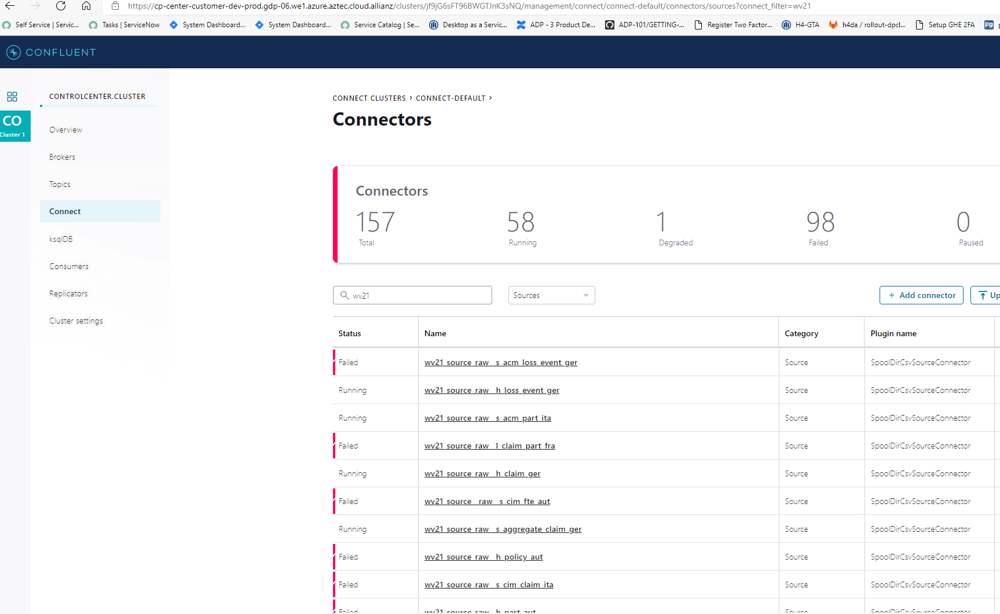 https://cp-center-customer-dev-prod.gdp-06.we1.azure.aztec.cloud.allianz/clusters/jf9jG6sFT96BWGTJnK3sNQ/management/connect/connect-default/connectors/sources?connect_filter=wv21
Self Service | Servic... Tasks | ServiceNow System Dashboard... System Dashboard... Service Catalog | Se... Desktop as a Servic... ADP - 3 Product De... ADP-101/GETTING-... Register Two Factor... H4-GTA h4da / rollout-dpcl... Setup GHE 2FA pg
CONFLUENT
CONTROLCENTER.CLUSTER
CO
Cluster 1
Overview
Brokers
Topics
Connect
ksqlDB
Consumers
Replicators
Cluster settings
CONNECT CLUSTERS > CONNECT-DEFAULT >
Connectors
Connectors
157 58 1 98 0
Total Running Degraded Failed Paused
wv21 Sources + Add connector Up
Status Name Category Plugin name
Failed wv21_source_raw__s_acm_loss_event_ger Source SpoolDirCsvSourceConnector
Running wv21_source_raw__h_loss_event_ger Source SpoolDirCsvSourceConnector
Running wv21_source_raw__s_acm_part_ita Source SpoolDirCsvSourceConnector
Failed wv21_source_raw__l_claim_part_fra Source SpoolDirCsvSourceConnector
Running wv21_source_raw__h_claim_ger Source SpoolDirCsvSourceConnector
Failed wv21_source__raw__s_cim_fte_aut Source SpoolDirCsvSourceConnector
Running wv21_source_raw__s_aggregate_claim_ger Source SpoolDirCsvSourceConnector
Failed wv21_source_raw__h_policy_aut Source SpoolDirCsvSourceConnector
Failed wv21_source_raw__s_cim_claim_ita Source SpoolDirCsvSourceConnector
Failed wv21_source_raw__h_part_aut Source SpoolDirCsvSourceConnector